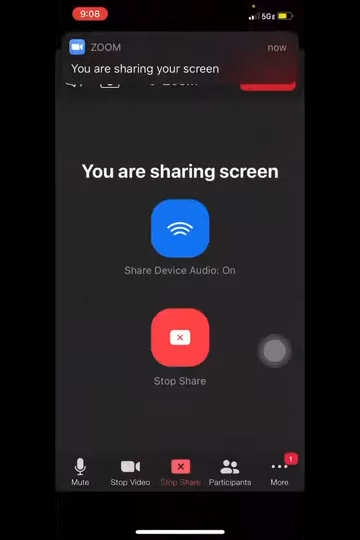 9:08
5G
ZOOM
now
You are sharing your screen
Zoom
You are sharing screen
Share Device Audio: On
Stop Share
1
Mute
Stop Video
Stop Share
Participants
More